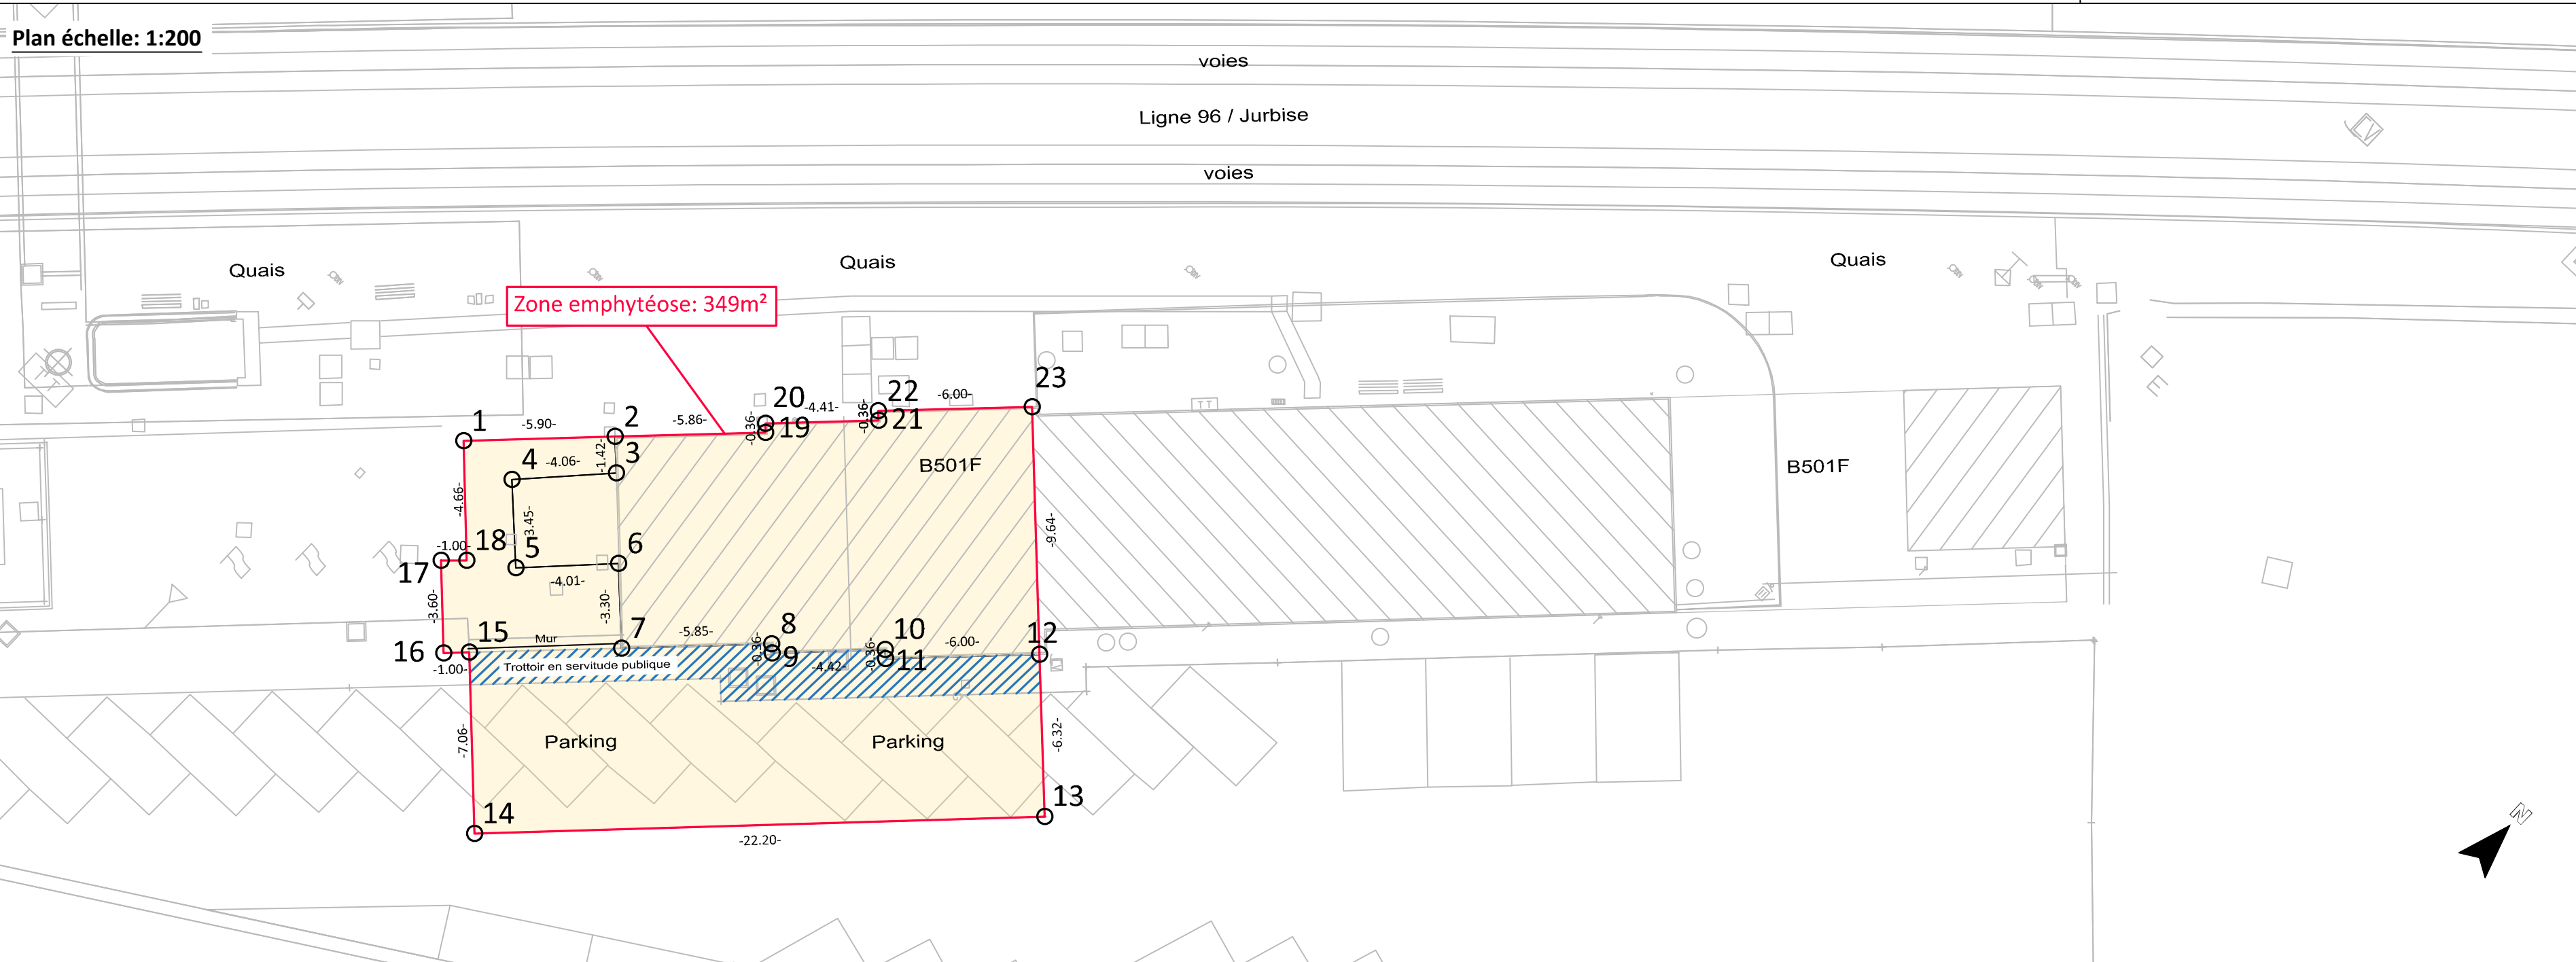 Plan échelle: 1:200
voies
Ligne 96 / Jurbise
voies
Quais
Quais
Quais
Zone emphytéose: 349m²
1
-5.90-
2
-5.86-
20
-0.36-
19
-4.41-
22
-0.36-
21
-6.00-
23
3
-1.42-
4
-4.06-
B501F
B501F
-4.66-
-3.45-
-9.64-
18
-1.00-
17
5
6
-4.01-
-3.60-
-3.30-
15
Mur
7
-5.85-
8
-0.36-
9
-4.42-
10
-0.36-
11
-6.00-
12
16
-1.00-
Trottoir en servitude publique
-7.06-
Parking
Parking
-6.32-
14
13
-22.20-
T T
T
T
N